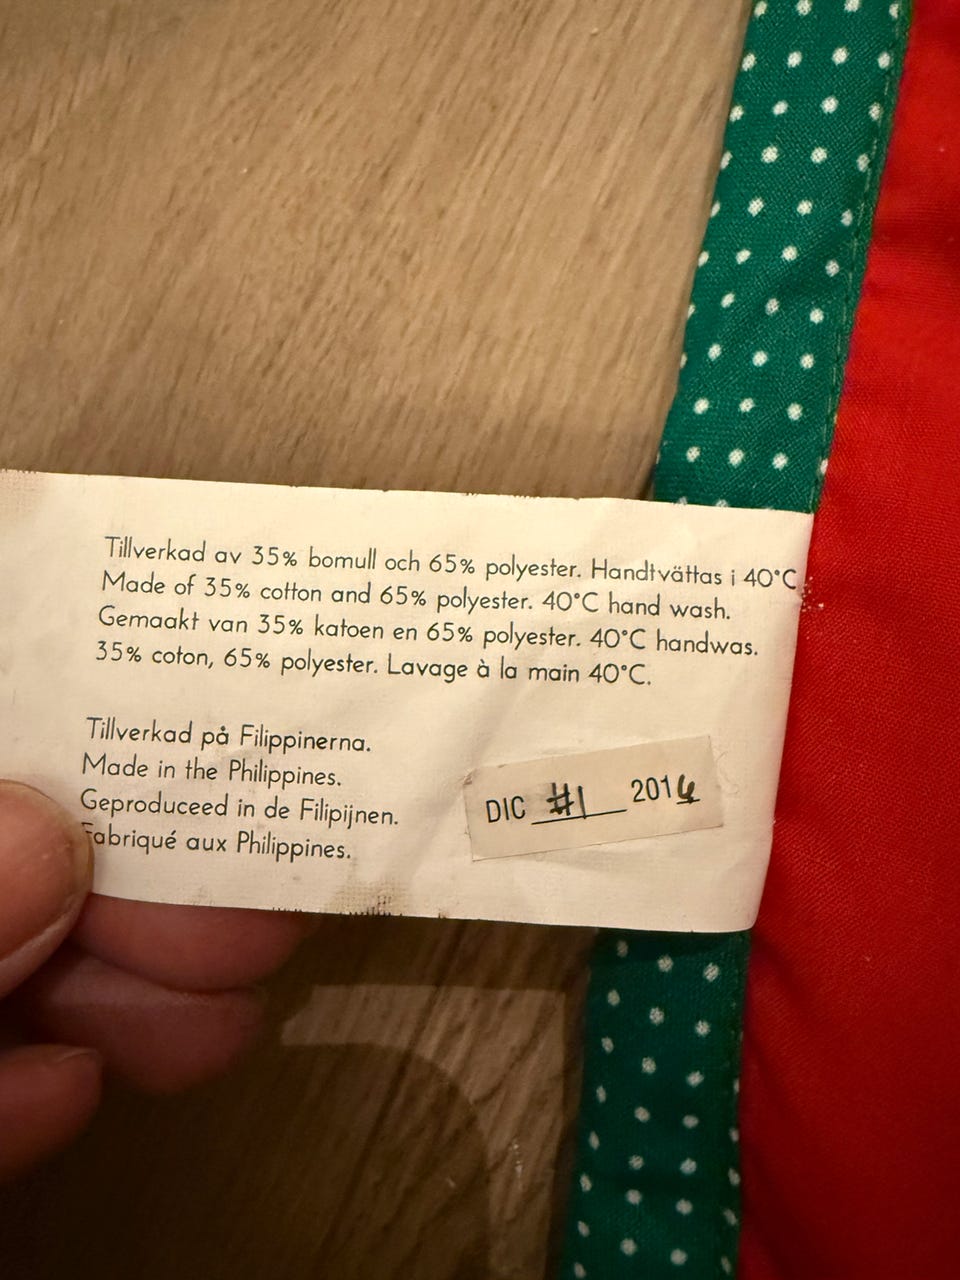 Tillverkad av 35% bomull och 65% polyester. Handtvättas i 40°C
Made of 35% cotton and 65% polyester. 40°C hand wash.
Gemaakt van 35% katoen en 65% polyester. 40°C handwas.
35% coton, 65% polyester. Lavage à la main 40°C.
Tillverkad på Filippinerna.
Made in the Philippines.
Geproduceed in de Filipijnen.
Fabriqué aux Philippines.
DIC #1 2016